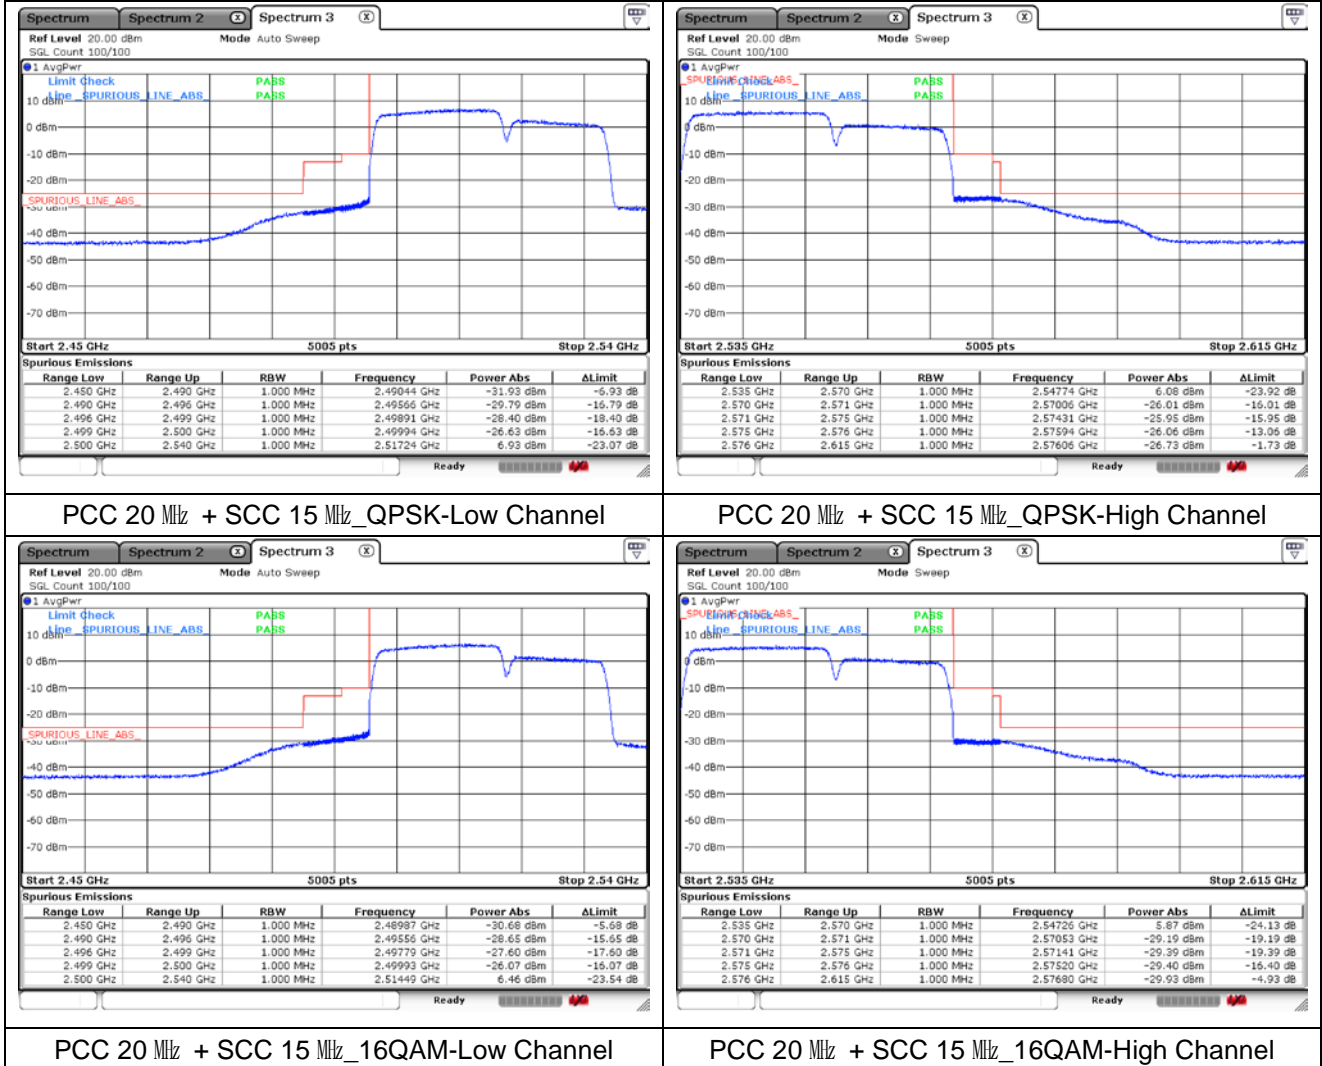 Spectrum Spectrum 2 Spectrum 3
Ref Level 20.00 dBm Mode Auto Sweep
SGL Count 100/100
1 AvgPwr
Limit Check PASS
Line _SPURIOUS_LINE_ABS_ PASS
10 dBm
0 dBm
-10 dBm
-20 dBm
_SPURIOUS_LINE_ABS_
-30 dBm
-40 dBm
-50 dBm
-60 dBm
-70 dBm
Start 2.45 GHz 5005 pts Stop 2.54 GHz
Spurious Emissions
Range Low Range Up RBW Frequency Power Abs ΔLimit
2.450 GHz 2.490 GHz 1.000 MHz 2.49044 GHz -31.93 dBm -6.93 dB
2.490 GHz 2.496 GHz 1.000 MHz 2.49566 GHz -29.79 dBm -16.79 dB
2.496 GHz 2.499 GHz 1.000 MHz 2.49891 GHz -28.40 dBm -18.40 dB
2.499 GHz 2.500 GHz 1.000 MHz 2.49994 GHz -26.63 dBm -16.63 dB
2.500 GHz 2.540 GHz 1.000 MHz 2.51724 GHz 6.93 dBm -23.07 dB
Ready
PCC 20 ㎒ + SCC 15 ㎒_QPSK-Low Channel
Spectrum Spectrum 2 Spectrum 3
Ref Level 20.00 dBm Mode Sweep
SGL Count 100/100
1 AvgPwr
_SPURIOUS_LINE_ABS_
Limit Check PASS
Line _SPURIOUS_LINE_ABS_ PASS
10 dBm
0 dBm
-10 dBm
-20 dBm
-30 dBm
-40 dBm
-50 dBm
-60 dBm
-70 dBm
Start 2.535 GHz 5005 pts Stop 2.615 GHz
Spurious Emissions
Range Low Range Up RBW Frequency Power Abs ΔLimit
2.535 GHz 2.570 GHz 1.000 MHz 2.54774 GHz 6.08 dBm -23.92 dB
2.570 GHz 2.571 GHz 1.000 MHz 2.57006 GHz -26.01 dBm -16.01 dB
2.571 GHz 2.575 GHz 1.000 MHz 2.57431 GHz -25.95 dBm -15.95 dB
2.575 GHz 2.576 GHz 1.000 MHz 2.57594 GHz -26.06 dBm -13.06 dB
2.576 GHz 2.615 GHz 1.000 MHz 2.57606 GHz -26.73 dBm -1.73 dB
Ready
PCC 20 ㎒ + SCC 15 ㎒_QPSK-High Channel
Spectrum Spectrum 2 Spectrum 3
Ref Level 20.00 dBm Mode Auto Sweep
SGL Count 100/100
1 AvgPwr
Limit Check PASS
Line _SPURIOUS_LINE_ABS_ PASS
10 dBm
0 dBm
-10 dBm
-20 dBm
_SPURIOUS_LINE_ABS_
-30 dBm
-40 dBm
-50 dBm
-60 dBm
-70 dBm
Start 2.45 GHz 5005 pts Stop 2.54 GHz
Spurious Emissions
Range Low Range Up RBW Frequency Power Abs ΔLimit
2.450 GHz 2.490 GHz 1.000 MHz 2.48987 GHz -30.68 dBm -5.68 dB
2.490 GHz 2.496 GHz 1.000 MHz 2.49556 GHz -28.65 dBm -15.65 dB
2.496 GHz 2.499 GHz 1.000 MHz 2.49779 GHz -27.60 dBm -17.60 dB
2.499 GHz 2.500 GHz 1.000 MHz 2.49993 GHz -26.07 dBm -16.07 dB
2.500 GHz 2.540 GHz 1.000 MHz 2.51449 GHz 6.46 dBm -23.54 dB
Ready
PCC 20 ㎒ + SCC 15 ㎒_16QAM-Low Channel
Spectrum Spectrum 2 Spectrum 3
Ref Level 20.00 dBm Mode Sweep
SGL Count 100/100
1 AvgPwr
_SPURIOUS_LINE_ABS_
Limit Check PASS
Line _SPURIOUS_LINE_ABS_ PASS
10 dBm
0 dBm
-10 dBm
-20 dBm
-30 dBm
-40 dBm
-50 dBm
-60 dBm
-70 dBm
Start 2.535 GHz 5005 pts Stop 2.615 GHz
Spurious Emissions
Range Low Range Up RBW Frequency Power Abs ΔLimit
2.535 GHz 2.570 GHz 1.000 MHz 2.54726 GHz 5.87 dBm -24.13 dB
2.570 GHz 2.571 GHz 1.000 MHz 2.57053 GHz -29.19 dBm -19.19 dB
2.571 GHz 2.575 GHz 1.000 MHz 2.57141 GHz -29.39 dBm -19.39 dB
2.575 GHz 2.576 GHz 1.000 MHz 2.57520 GHz -29.40 dBm -16.40 dB
2.576 GHz 2.615 GHz 1.000 MHz 2.57680 GHz -29.93 dBm -4.93 dB
Ready
PCC 20 ㎒ + SCC 15 ㎒_16QAM-High Channel